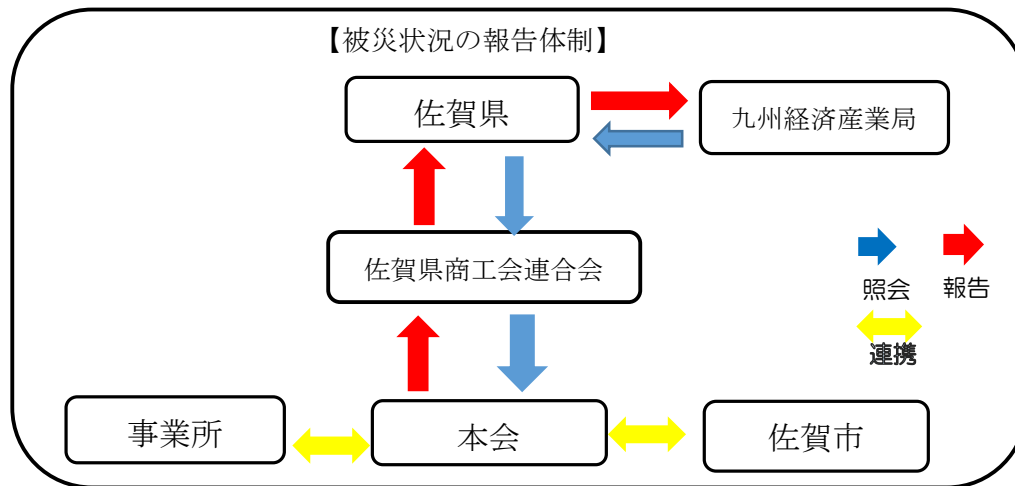 【被災状況の報告体制】
佐賀県
九州経済産業局
佐賀県商工会連合会
照会
報告
連携
事業所
本会
佐賀市